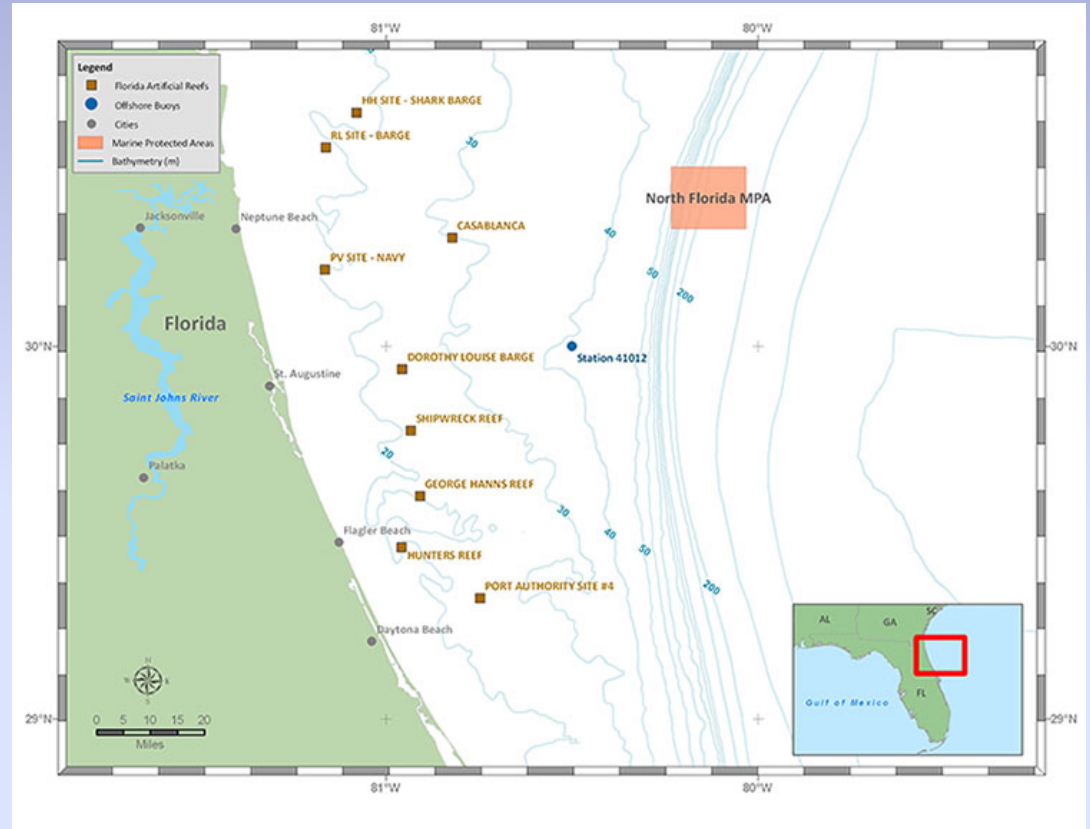 81°W
80°W
Legend
Florida Artificial Reefs
Offshore Buoys
Cities
Marine Protected Areas
Bathymetry (m)
HH SITE - SHARK BARGE
RL SITE - BARGE
30
North Florida MPA
Jacksonville
Neptune Beach
CASABLANCA
40
PV SITE - NAVY
50
200
Florida
30°N
30°N
DOROTHY LOUISE BARGE
Station 41012
St. Augustine
Saint Johns River
SHIPWRECK REEF
20
Palatka
GEORGE HANNS REEF
30
Flagler Beach
40
HUNTERS REEF
50
PORT AUTHORITY SITE #4
200
Daytona Beach
SC
AL
GA
N
W
E
S
FL
Gulf of Mexico
0 5 10 15 20
Miles
29°N
29°N
81°W
80°W